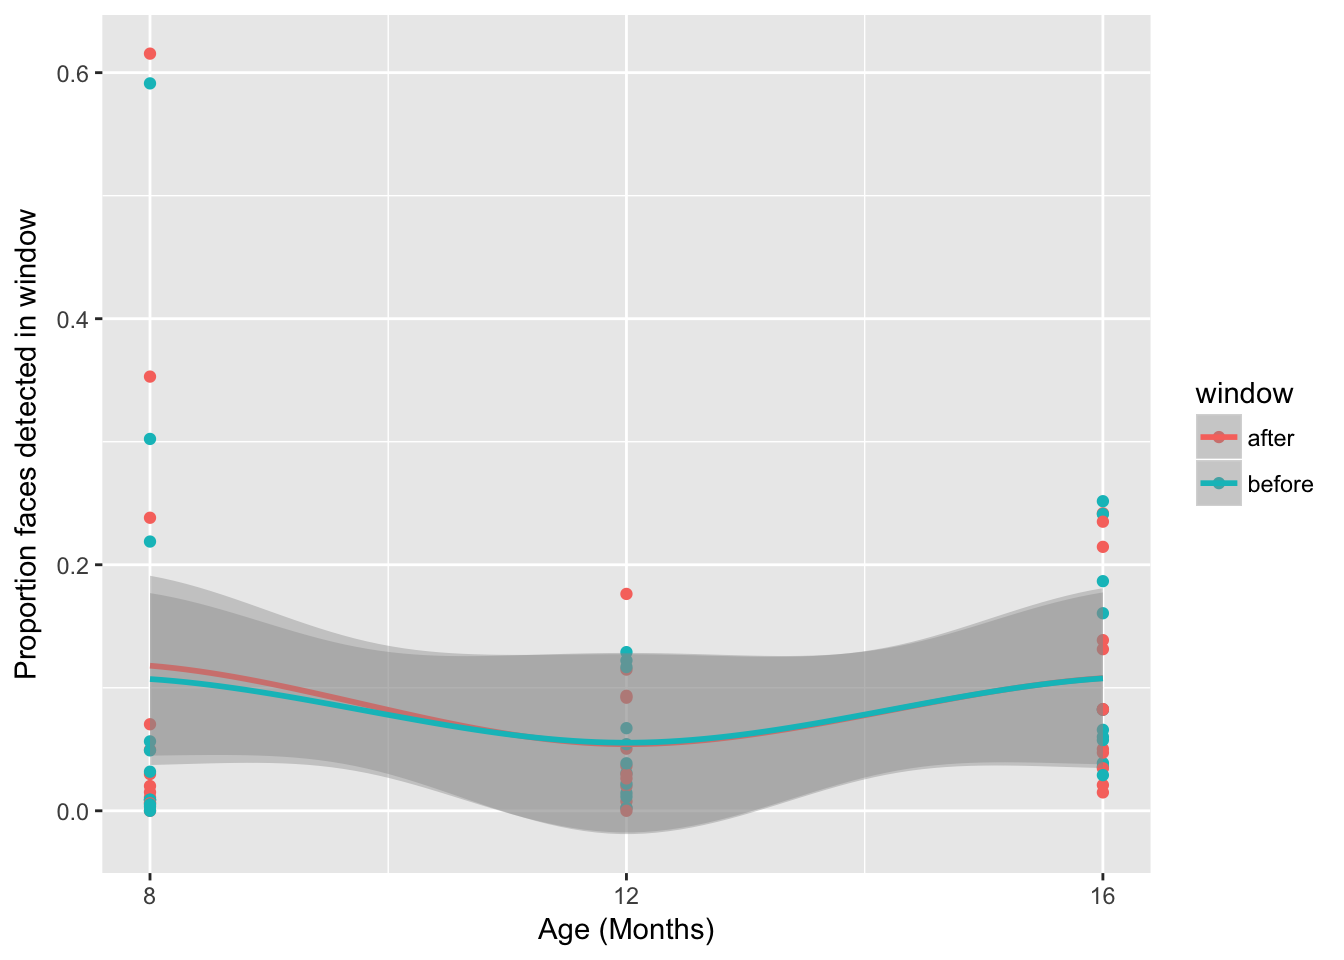 0.6
0.4
0.2
0.0
Proportion faces detected in window
8
12
16
Age (Months)
window
after
before